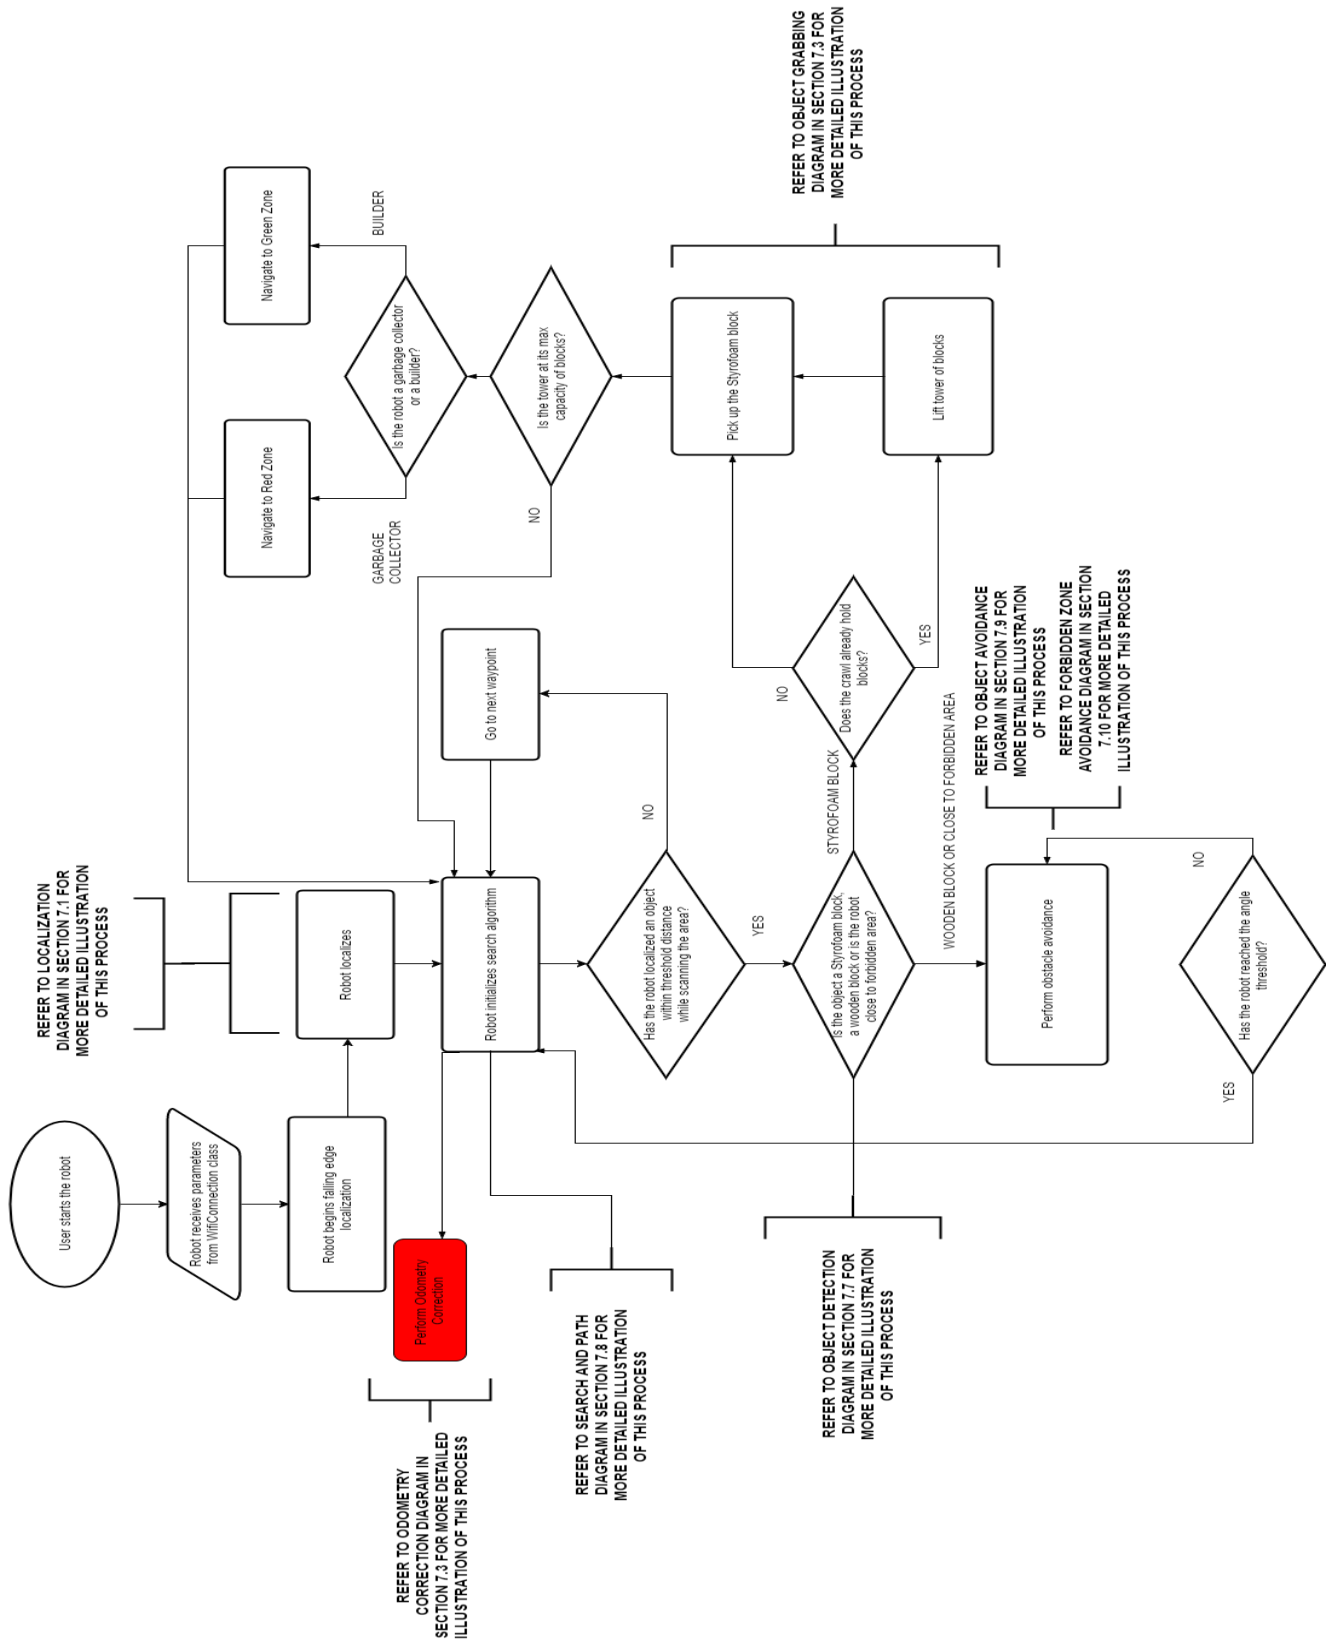 User starts the robot
Robot receives parameters
from WifiConnection class
Robot begins falling edge
localization
REFER TO LOCALIZATION
DIAGRAM IN SECTION 7.1 FOR
MORE DETAILED ILLUSTRATION
OF THIS PROCESS
Robot localizes
Perform Odometry
Correction
REFER TO ODOMETRY
CORRECTION DIAGRAM IN
SECTION 7.3 FOR MORE DETAILED
ILLUSTRATION OF THIS PROCESS
Robot initializes search algorithm
Go to next waypoint
Navigate to Red Zone
Navigate to Green Zone
GARBAGE
COLLECTOR
BUILDER
Is the robot a garbage collector
or a builder?
Is the tower at its max
capacity of blocks?
NO
REFER TO SEARCH AND PATH
DIAGRAM IN SECTION 7.8 FOR
MORE DETAILED ILLUSTRATION
OF THIS PROCESS
Has the robot localized an object
within threshold distance
while scanning the area?
NO
YES
Pick up the Styrofoam block
Lift tower of blocks
REFER TO OBJECT GRABBING
DIAGRAM IN SECTION 7.3 FOR
MORE DETAILED ILLUSTRATION
OF THIS PROCESS
REFER TO OBJECT DETECTION
DIAGRAM IN SECTION 7.7 FOR
MORE DETAILED ILLUSTRATION
OF THIS PROCESS
Is the object a Styrofoam block,
a wooden block or is the robot
close to forbidden area?
STYROFOAM BLOCK
Does the crawl already hold
blocks?
NO
YES
WOODEN BLOCK OR CLOSE TO FORBIDDEN AREA
Perform obstacle avoidance
REFER TO OBJECT AVOIDANCE
DIAGRAM IN SECTION 7.9 FOR
MORE DETAILED ILLUSTRATION
OF THIS PROCESS
REFER TO FORBIDDEN ZONE
AVOIDANCE DIAGRAM IN SECTION
7.10 FOR MORE DETAILED
ILLUSTRATION OF THIS PROCESS
NO
YES
Has the robot reached the angle
threshold?